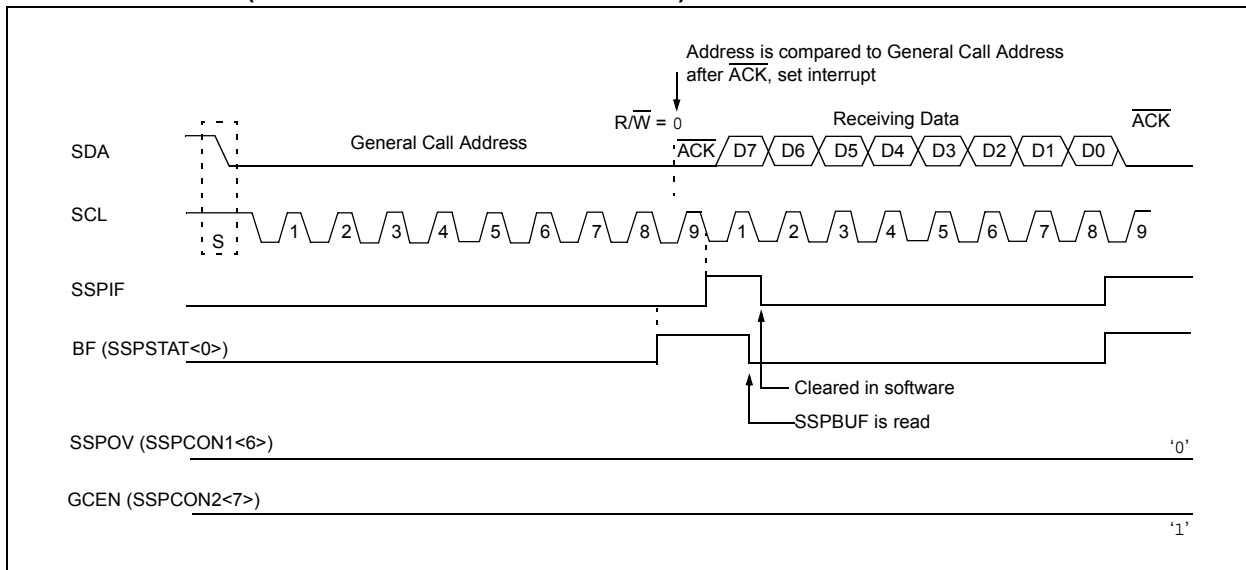 Address is compared to General Call Address
after ACK, set interrupt
R/W = 0
Receiving Data
ACK
SDA
General Call Address
ACK
D7 D6 D5 D4 D3 D2 D1 D0
SCL
S
1 2 3 4 5 6 7 8 9 1 2 3 4 5 6 7 8 9
SSPIF
BF (SSPSTAT<0>)
Cleared in software
SSPBUF is read
SSPOV (SSPCON1<6>)
‘0’
GCEN (SSPCON2<7>)
‘1’